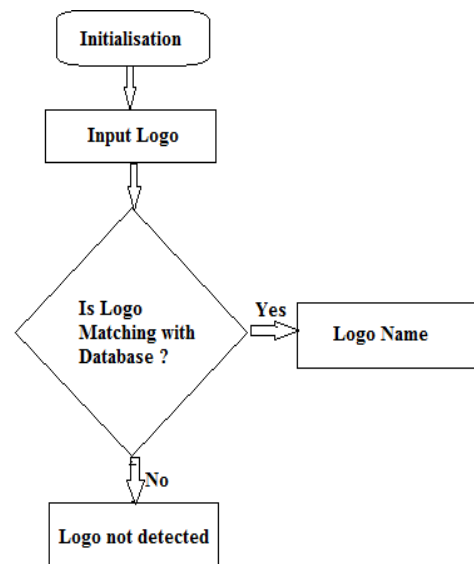 Initialisation
Input Logo
Is Logo
Matching with
Database ?
Yes
Logo Name
No
Logo not detected